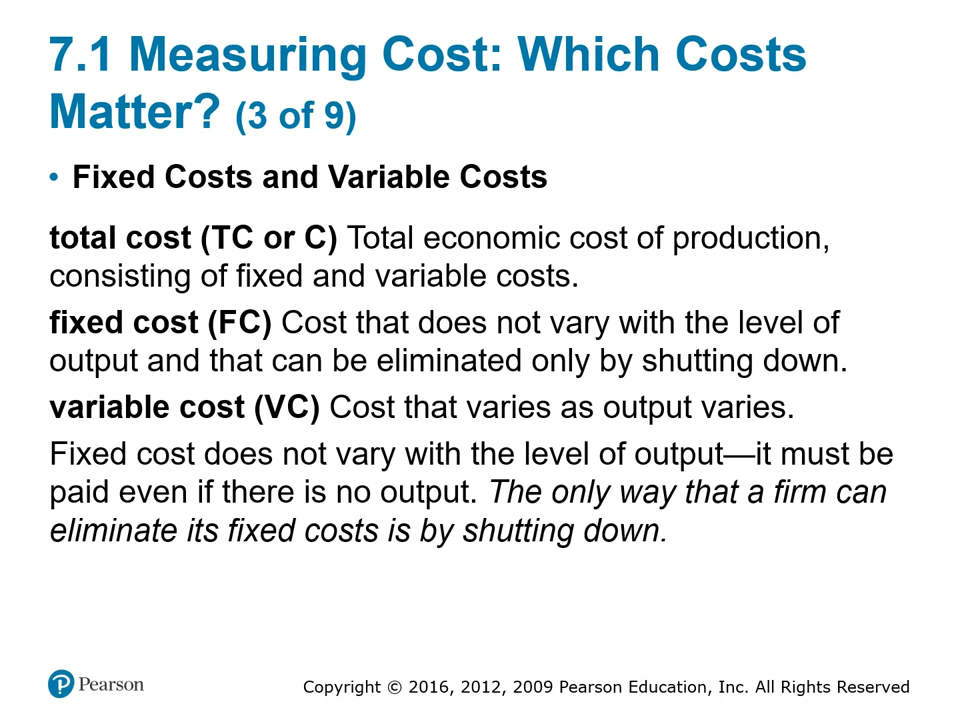 7.1 Measuring Cost: Which Costs
Matter? (3 of 9)
• Fixed Costs and Variable Costs
total cost (TC or C) Total economic cost of production,
consisting of fixed and variable costs.
fixed cost (FC) Cost that does not vary with the level of
output and that can be eliminated only by shutting down.
variable cost (VC) Cost that varies as output varies.
Fixed cost does not vary with the level of output—it must be
paid even if there is no output. The only way that a firm can
eliminate its fixed costs is by shutting down.
Pearson
Copyright © 2016, 2012, 2009 Pearson Education, Inc. All Rights Reserved